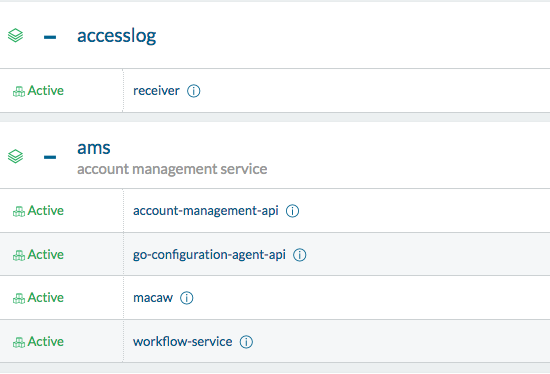 accesslog
Active receiver
ams
account management service
Active account-management-api
Active go-configuration-agent-api
Active macaw
Active workflow-service